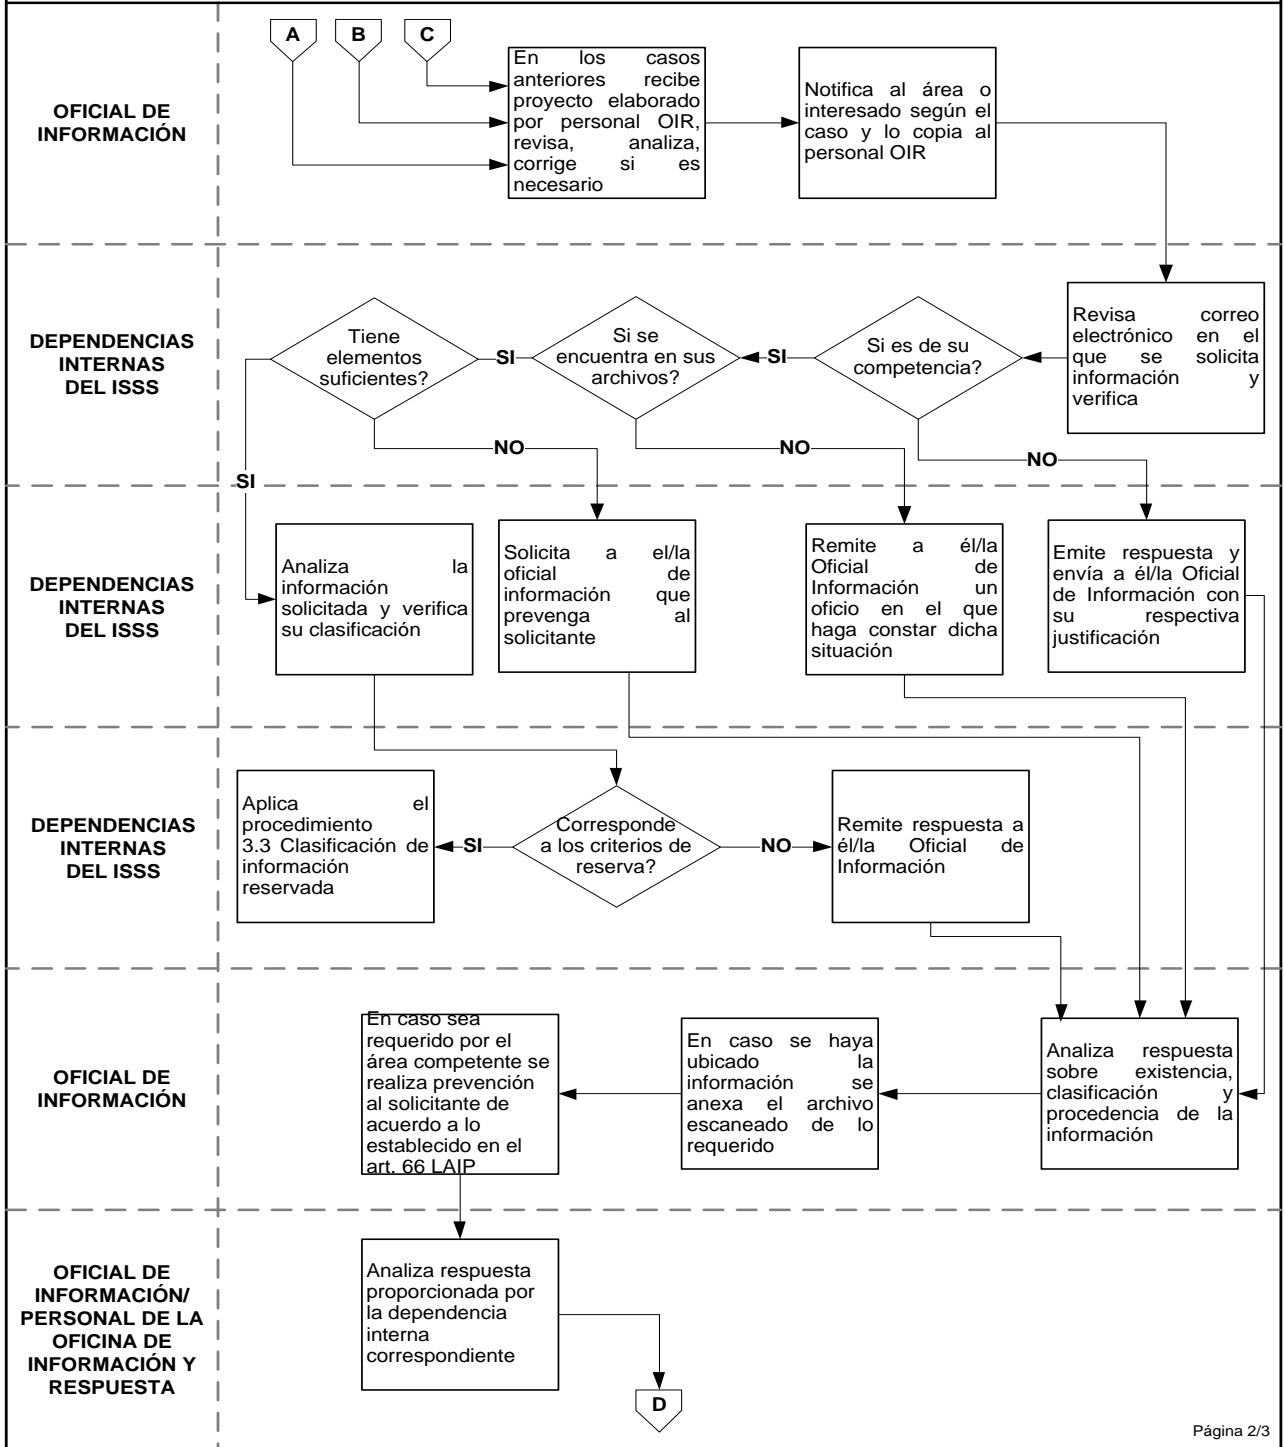 A
B
C
OFICIAL DE
INFORMACIÓN
En los casos
anteriores recibe
proyecto elaborado
por personal OIR,
revisa, analiza,
corrige si es
necesario
Notifica al área o
interesado según el
caso y lo copia al
personal OIR
DEPENDENCIAS
INTERNAS
DEL ISSS
Tiene
elementos
suficientes?
SI
Si se
encuentra en sus
archivos?
SI
Si es de su
competencia?
Revisa correo
electrónico en el
que se solicita
información y
verifica
NO
NO
NO
SI
DEPENDENCIAS
INTERNAS
DEL ISSS
Analiza la
información
solicitada y verifica
su clasificación
Solicita a el/la
oficial de
información que
prevenga al
solicitante
Remite a él/la
Oficial de
Información un
oficio en el que
haga constar dicha
situación
Emite respuesta y
envía a él/la Oficial
de Información con
su respectiva
justificación
DEPENDENCIAS
INTERNAS
DEL ISSS
Aplica el
procedimiento
3.3 Clasificación de
información
reservada
SI
Corresponde
a los criterios de
reserva?
NO
Remite respuesta a
él/la Oficial de
Información
OFICIAL DE
INFORMACIÓN
En caso sea
requerido por el
área competente se
realiza prevención
al solicitante de
acuerdo a lo
establecido en el
art. 66 LAIP
En caso se haya
ubicado la
información se
anexa el archivo
escaneado de lo
requerido
Analiza respuesta
sobre existencia,
clasificación y
procedencia de la
información
OFICIAL DE
INFORMACIÓN/
PERSONAL DE LA
OFICINA DE
INFORMACIÓN Y
RESPUESTA
Analiza respuesta
proporcionada por
la dependencia
interna
correspondiente
D
Página 2/3